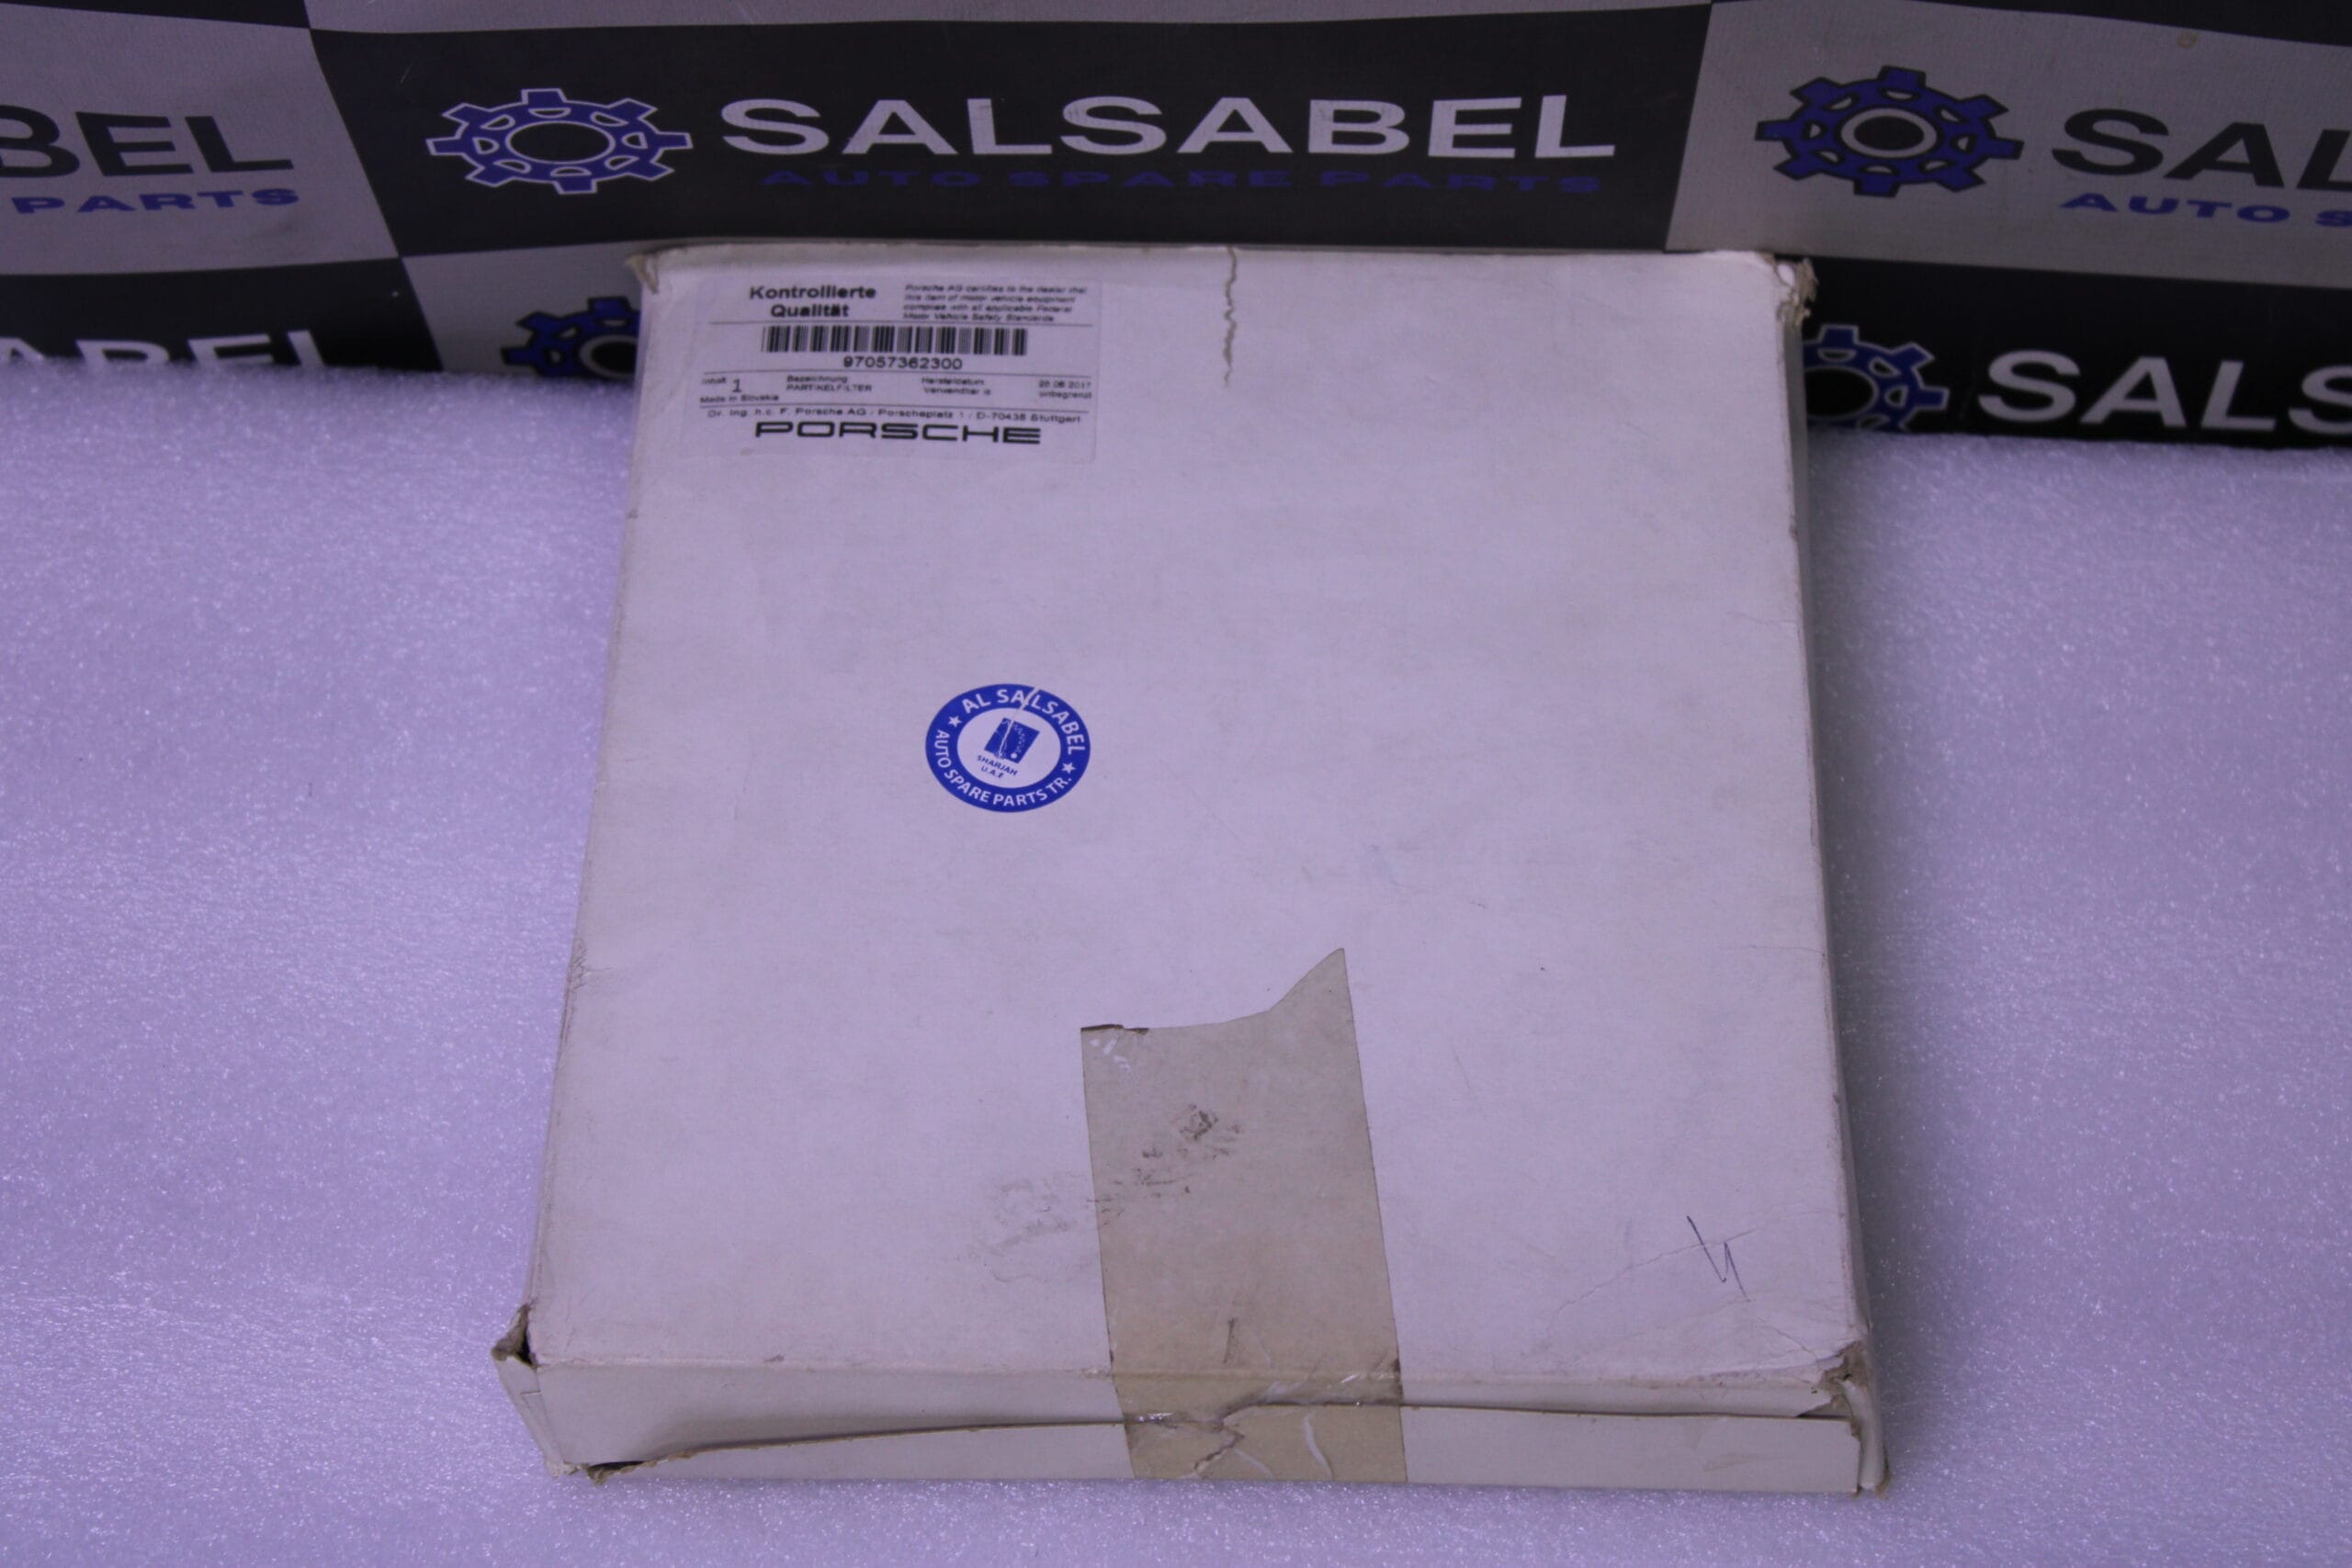 BEL
PARTS
SALSABEL
AUTO SPARE PARTS
SAL
AUTO S
SALS
Kontrollierte
Qualität
Porsche AG certifies to the dealer that
this item of motor vehicle equipment
complies with all applicable Federal
Motor Vehicle Safety Standards
97057362300
Inhalt 1
Made in Slovakia
Bezeichnung
PARTIKELFILTER
Herstelldatum
Verwendbar is
unbegrenzt
Dr. Ing. h.c. F. Porsche AG · Porscheplatz 1 / D-70435 Stuttgart
PORSCHE
AL SALSABEL
SHARJAH
U.A.E
AUTO SPARE PARTS TR.